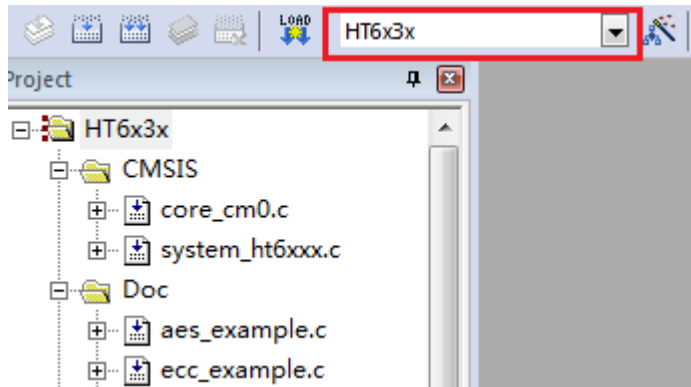 LOAD
HT6x3x
Project
HT6x3x
CMSIS
core_cm0.c
system_ht6xxx.c
Doc
aes_example.c
ecc_example.c